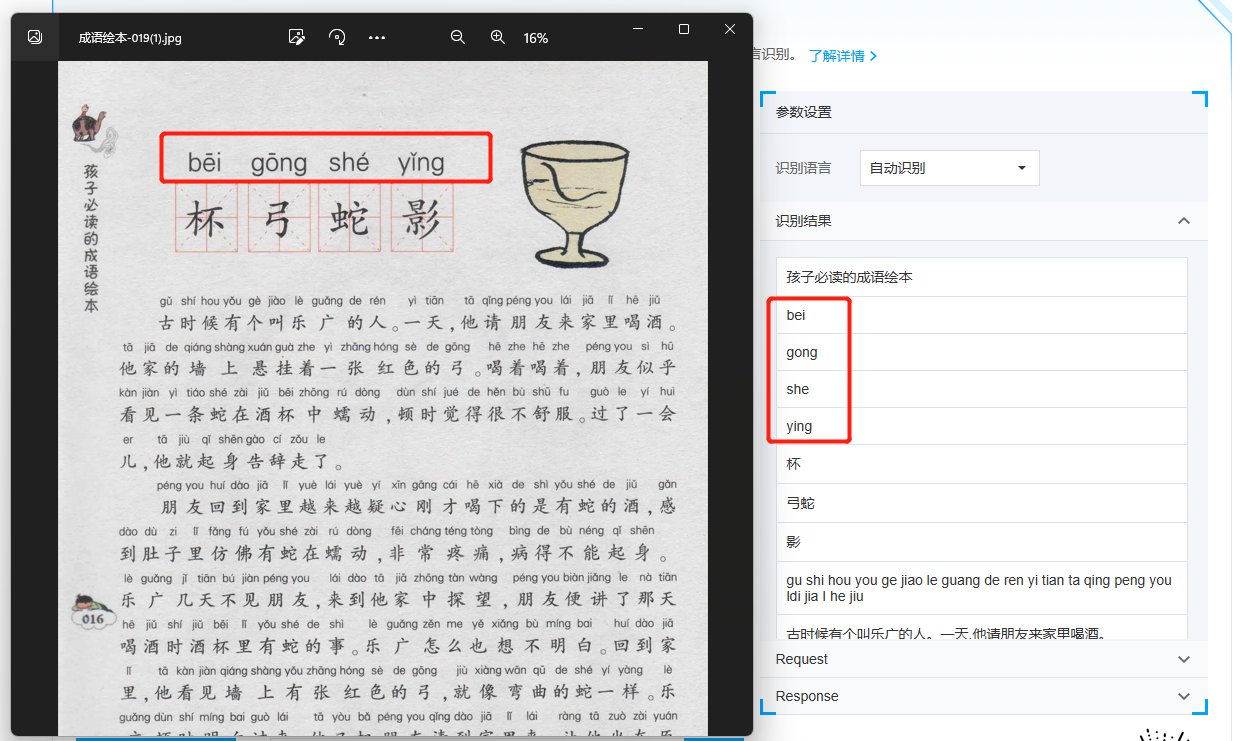 成语绘本-019(1).jpg
16%
言识别。 了解详情 >
孩子必读的成语绘本
bēi gōng shé yǐng
杯弓蛇影
gǔ shí hou yǒu gè jiào lè guǎng de rén yì tiān tā qǐng péng you lái jiā lǐ hē jiǔ
古时候有个叫乐广的人。一天,他请朋友来家里喝酒。
tā jiā de qiáng shàng xuán guà zhe yì zhāng hóng sè de gōng hē zhe hē zhe péng you sì hū
他家的墙上悬挂着一张红色的弓。喝着喝着,朋友似乎
kàn jiàn yì tiáo shé zài jiǔ bēi zhōng rú dòng dùn shí jué de hěn bù shū fu guò le yí huì
看见一条蛇在酒杯中蠕动,顿时觉得很不舒服。过了一会
er tā jiù qǐ shēn gào cí zǒu le
儿,他就起身告辞走了。
péng you huí dào jiā lǐ yuè lái yuè yí xīn gāng cái hē xià de shì yǒu shé de jiǔ gǎn
朋友回到家里越来越疑心刚才喝下的是有蛇的酒,感
dào dù zi lǐ fǎng fú yǒu shé zài rú dòng fēi cháng téng tòng bìng de bù néng qǐ shēn
到肚子里仿佛有蛇在蠕动,非常疼痛,病得不能起身。
lè guǎng jǐ tiān bú jiàn péng you lái dào tā jiā zhōng tàn wàng péng you biàn jiǎng le nà tiān
乐广几天不见朋友,来到他家中探望,朋友便讲了那天
hē jiǔ shí jiǔ bēi lǐ yǒu shé de shì lè guǎng zěn me yě xiǎng bù míng bai huí dào jiā
喝酒时酒杯里有蛇的事。乐广怎么也想不明白。回到家
lǐ tā kàn jiàn qiáng shàng yǒu zhāng hóng sè de gōng jiù xiàng wān qū de shé yí yàng lè
里,他看见墙上有张红色的弓,就像弯曲的蛇一样。乐
guǎng dùn shí míng bai guò lái tā yòu bǎ péng you qǐng dào jiā lǐ lái ràng tā zuò zài yuán
016
参数设置
识别语言 自动识别
识别结果
孩子必读的成语绘本
bei
gong
she
ying
杯
弓蛇
影
gu shi hou you ge jiao le guang de ren yi tian ta qing peng you
ldi jia l he jiu
古时候有个叫乐广的人。一天,他请朋友来家里喝酒。
Request
Response